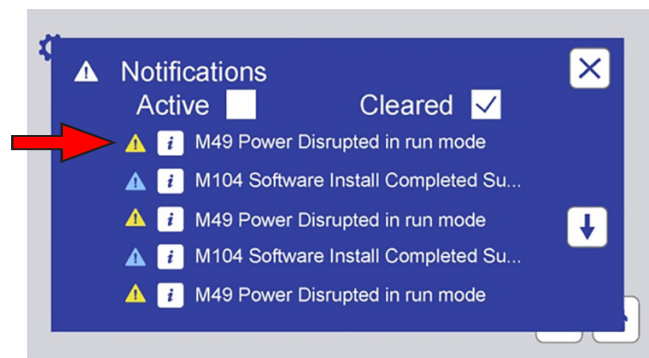 Notifications
Active Cleared
M49 Power Disrupted in run mode
M104 Software Install Completed Su...
M49 Power Disrupted in run mode
M104 Software Install Completed Su...
M49 Power Disrupted in run mode